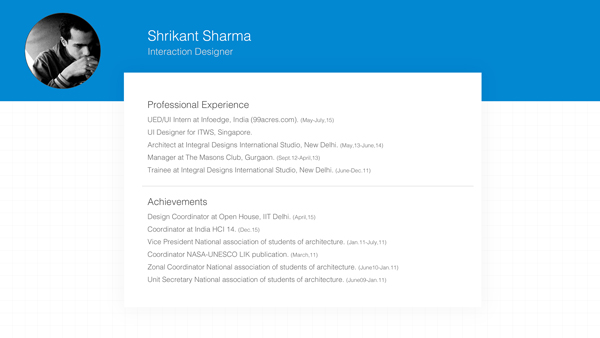 Shrikant Sharma
Interaction Designer
Professional Experience
UED/UI Intern at Infoedge, India (99acres.com). (May-July,15)
UI Designer for ITWS, Singapore.
Architect at Integral Designs International Studio, New Delhi. (May,13-June,14)
Manager at The Masons Club, Gurgaon. (Sept.12-April,13)
Trainee at Integral Designs International Studio, New Delhi. (June-Dec.11)
Achievements
Design Coordinator at Open House, IIT Delhi. (April,15)
Coordinator at India HCI 14. (Dec.15)
Vice President National association of students of architecture. (Jan.11-July,11)
Coordinator NASA-UNESCO LIK publication. (March,11)
Zonal Coordinator National association of students of architecture. (June10-Jan.11)
Unit Secretary National association of students of architecture. (June09-Jan.11)